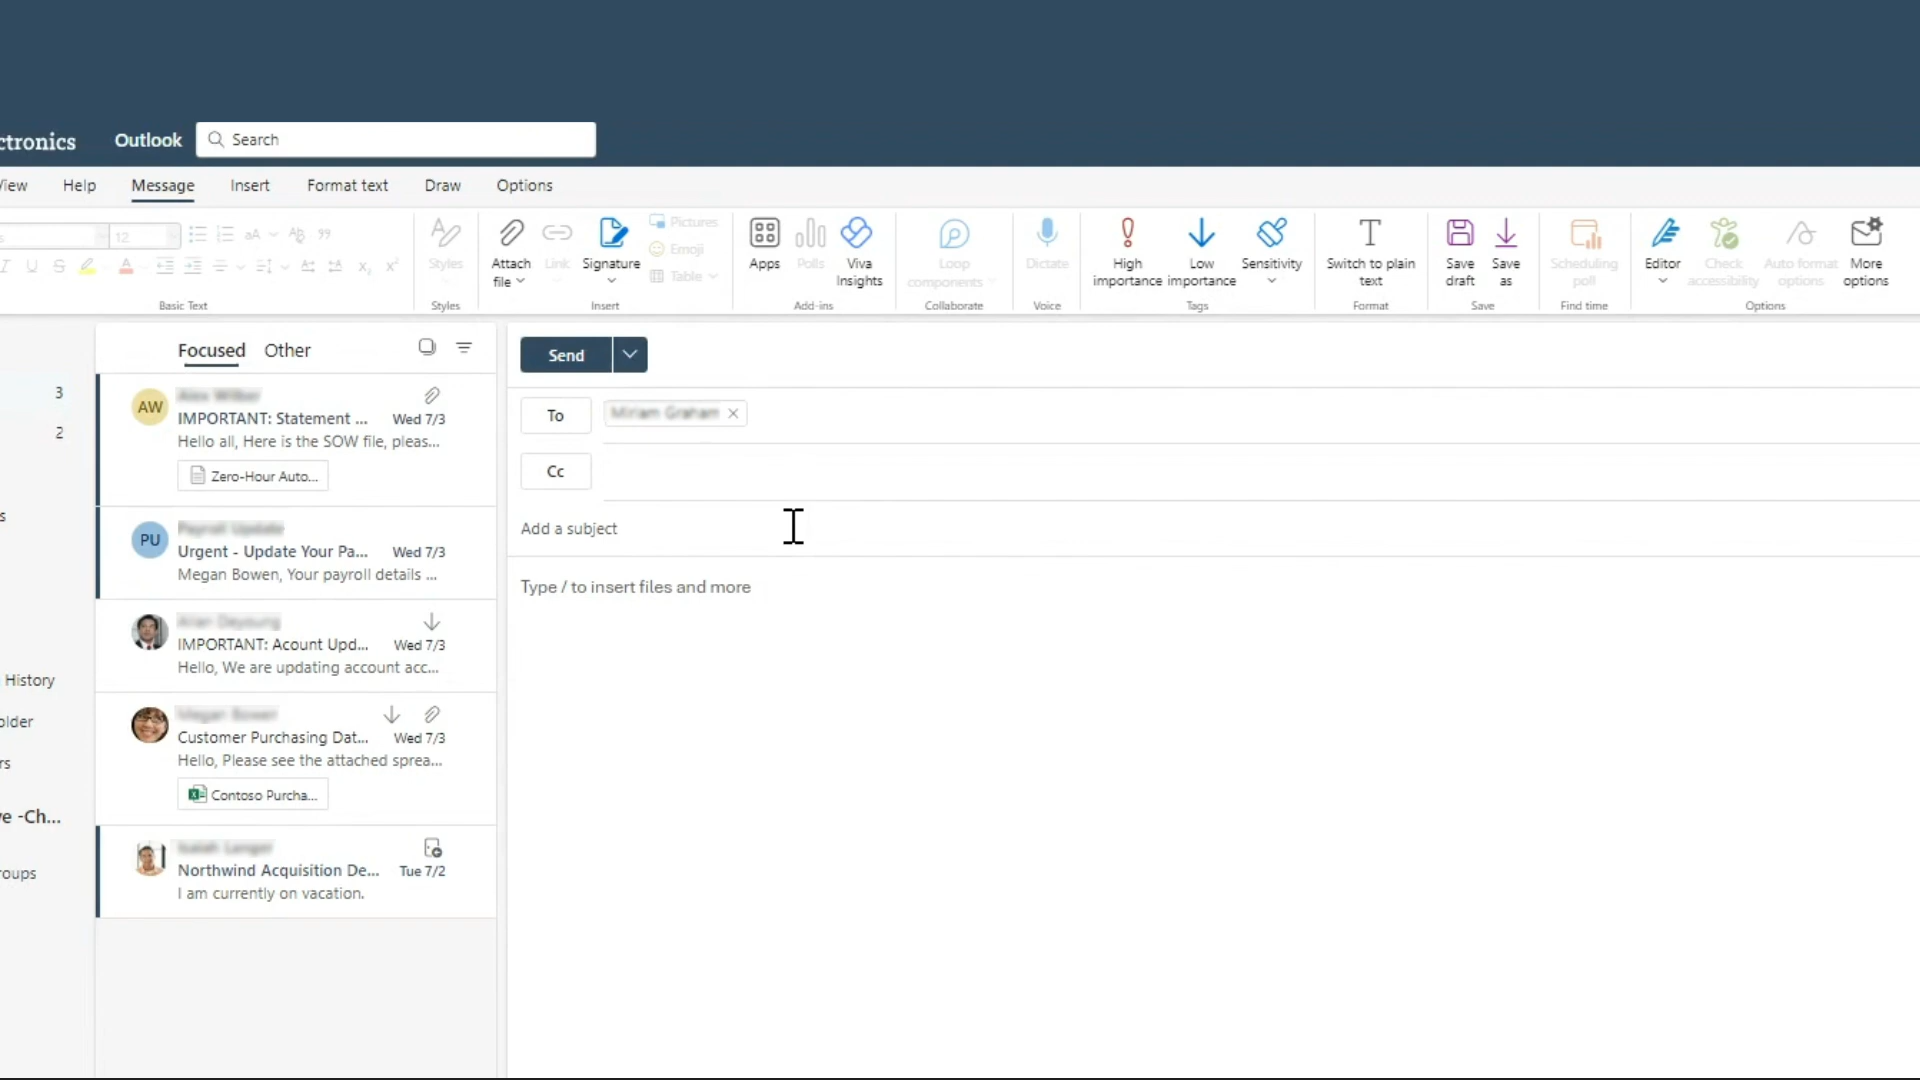 ctronics
Outlook
Search
View Help Message Insert Format text Draw Options
12
Styles
Attach file
Link
Signature
Pictures
Emoji
Table
Apps
Polls
Viva Insights
Loop components
Dictate
High importance
Low importance
Sensitivity
Switch to plain text
Save draft
Save as
Scheduling poll
Editor
Check accessibility
Auto format options
More options
Basic Text Styles Insert Add-ins Collaborate Voice Tags Format Save Find time Options
3
2
s
History
older
rs
ve -Ch...
roups
Focused Other
AW
IMPORTANT: Statement ... Wed 7/3
Hello all, Here is the SOW file, pleas...
Zero-Hour Auto...
PU
Urgent - Update Your Pa... Wed 7/3
Megan Bowen, Your payroll details ...
IMPORTANT: Acount Upd... Wed 7/3
Hello, We are updating account acc...
Customer Purchasing Dat... Wed 7/3
Hello, Please see the attached sprea...
Contoso Purcha...
Northwind Acquisition De... Tue 7/2
I am currently on vacation.
Send
To
Cc
Add a subject
Type / to insert files and more